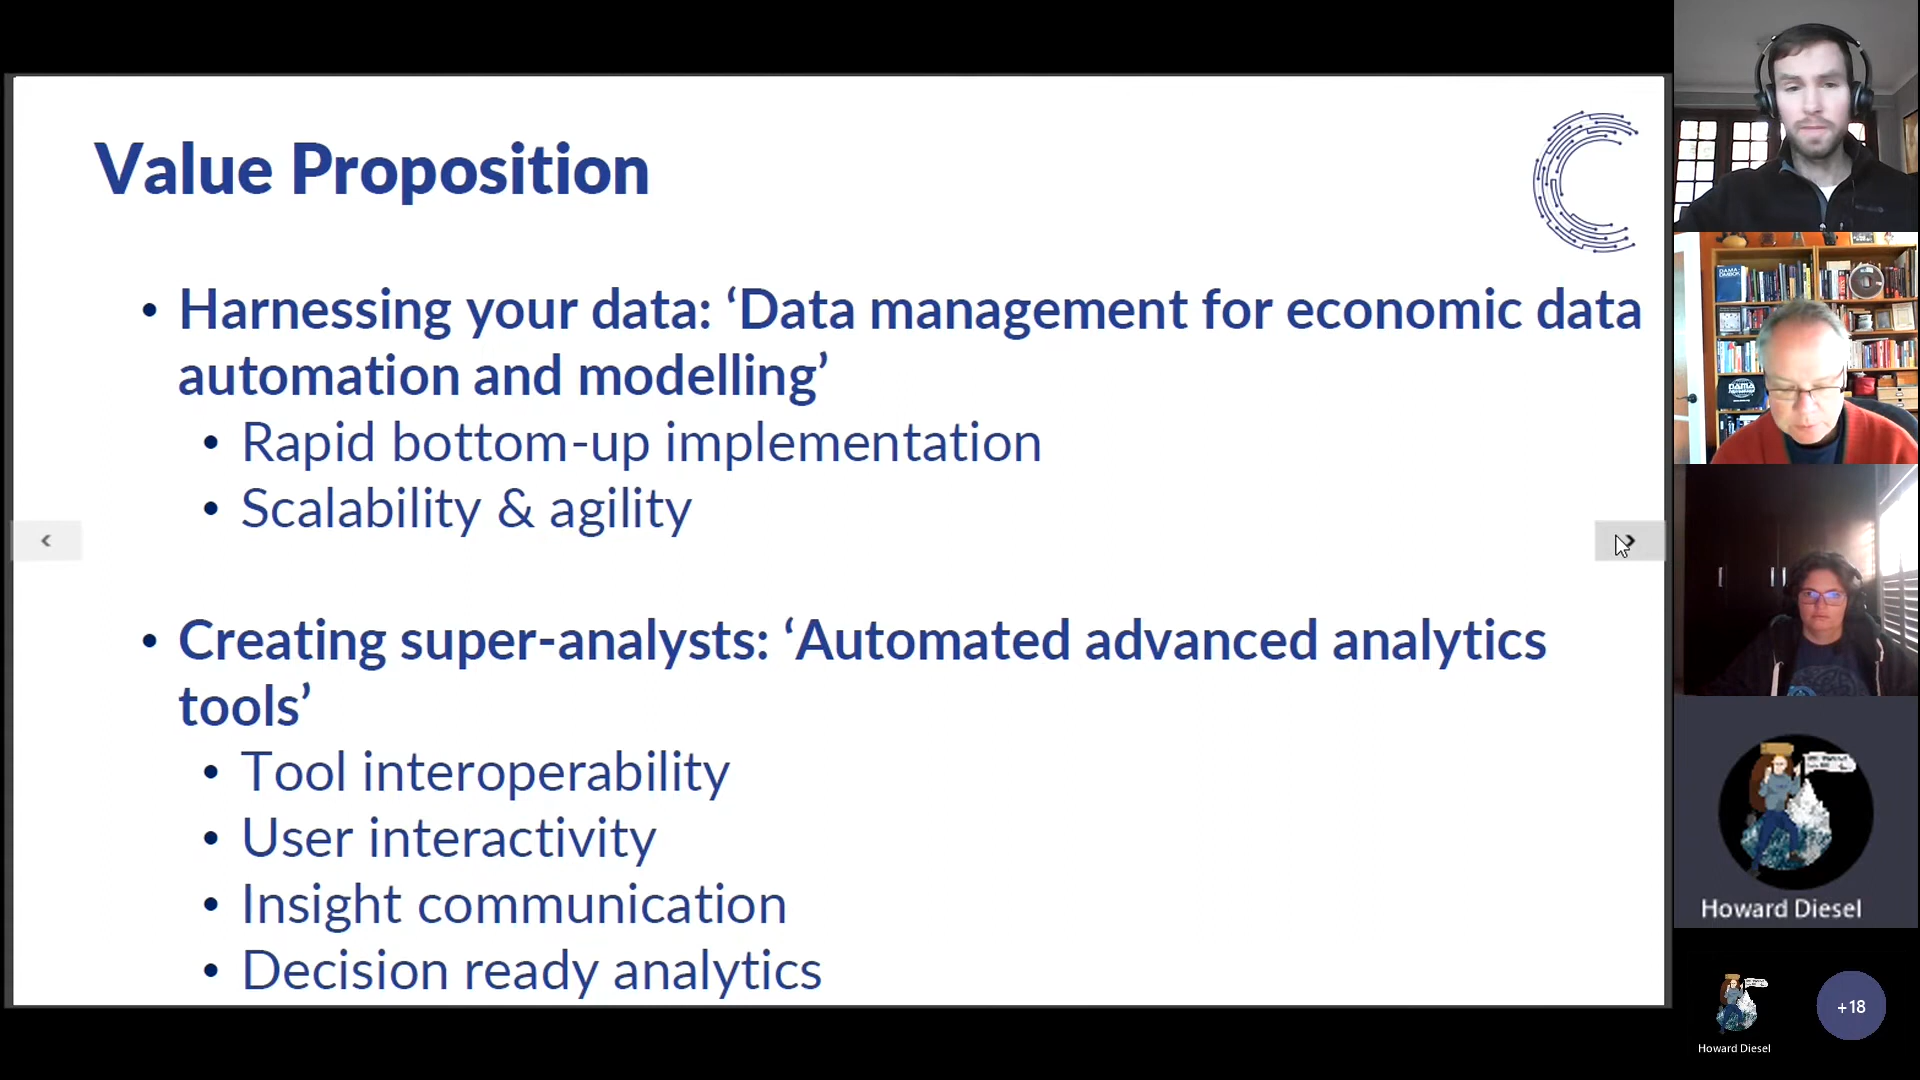 Value Proposition
• Harnessing your data: ‘Data management for economic data
automation and modelling’
• Rapid bottom-up implementation
• Scalability & agility
• Creating super-analysts: ‘Automated advanced analytics
tools’
• Tool interoperability
• User interactivity
• Insight communication
• Decision ready analytics
DAMA
Howard Diesel
+18
Howard Diesel